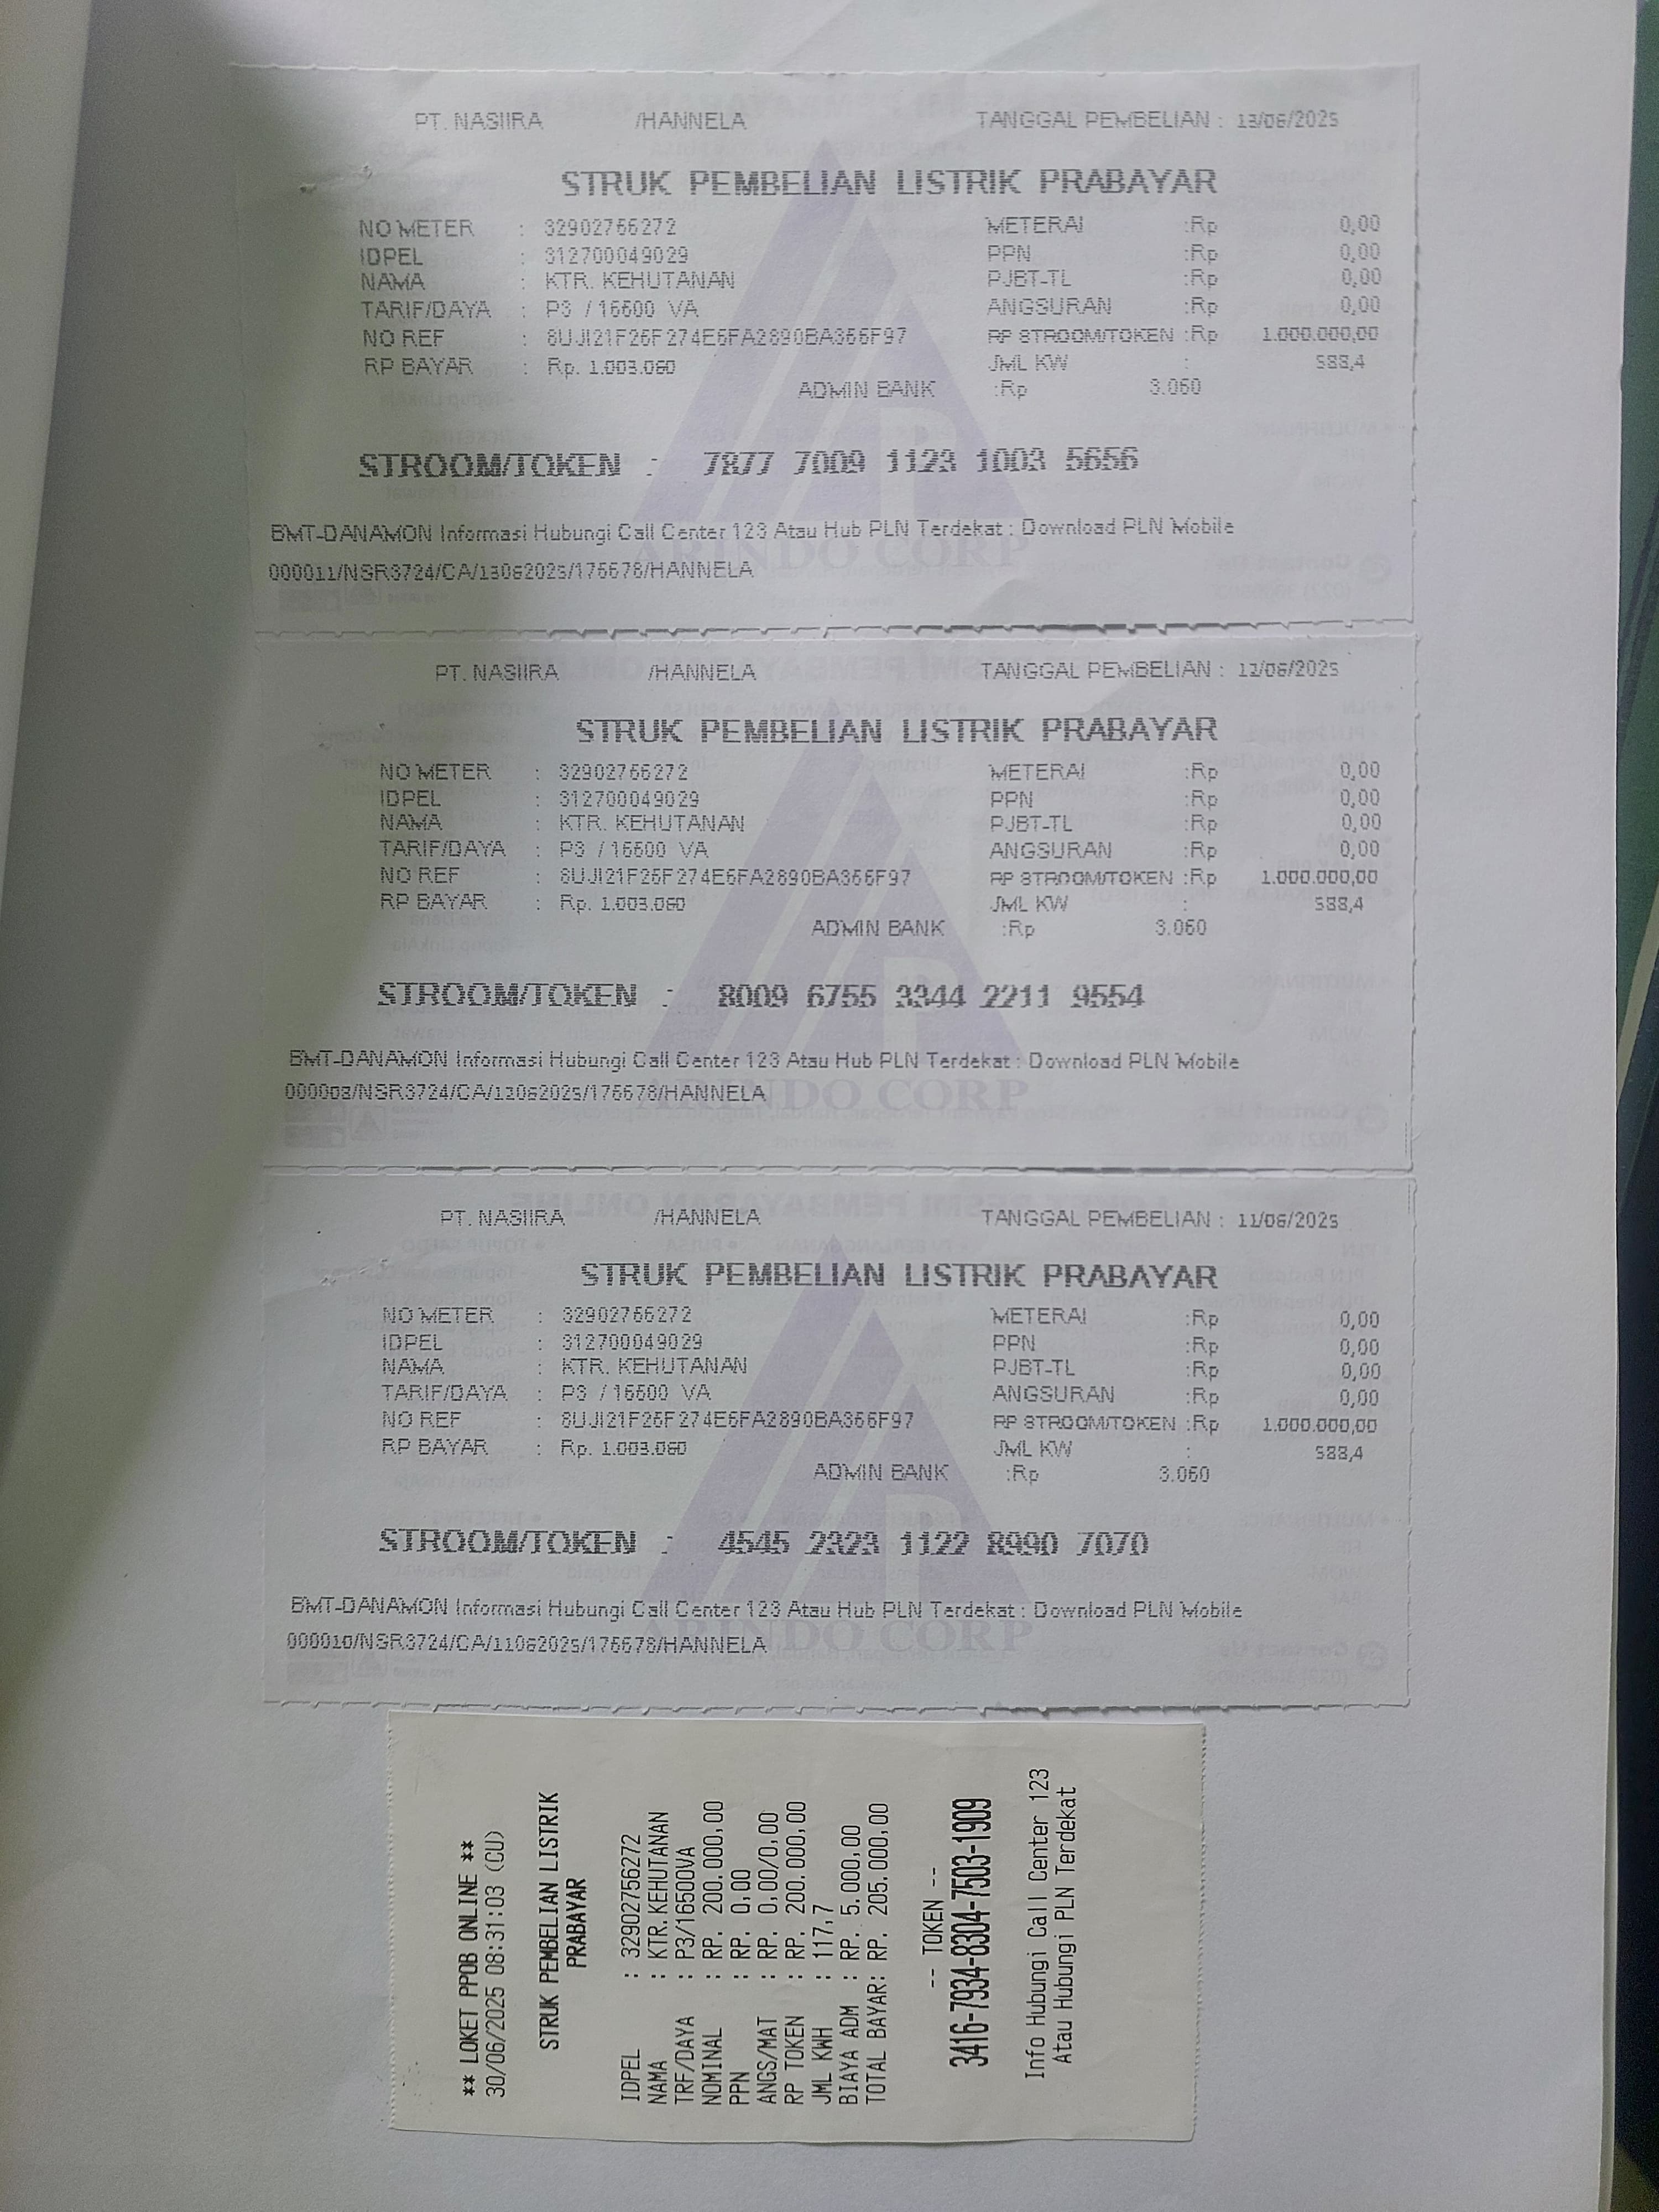 PT. NASIIRA /HANNELA TANGGAL PEMBELIAN : 13/06/2025
STRUK PEMBELIAN LISTRIK PRABAYAR
NO METER : 32902766272 METERAI :Rp 0,00
IDPEL : 312700049029 PPN :Rp 0,00
NAMA : KTR. KEHUTANAN PJBT-TL :Rp 0,00
TARIF/DAYA : P3 / 16600 VA ANGSURAN :Rp 0,00
NO REF : 8UJI21F26F274E6FA2890BA366F97 RP STROOM/TOKEN :Rp 1.000.000,00
RP BAYAR : Rp. 1.003.060 JML KW : 588,4
ADMIN BANK :Rp 3.060
STROOM/TOKEN : 7877 7009 1123 1003 5656
BMT-DANAMON Informasi Hubungi Call Center 123 Atau Hub PLN Terdekat : Download PLN Mobile
ARINDO CORP
000011/NSR3724/CA/13062025/176678/HANNELA
PT. NASIIRA /HANNELA TANGGAL PEMBELIAN : 12/06/2025
STRUK PEMBELIAN LISTRIK PRABAYAR
NO METER : 32902766272 METERAI :Rp 0,00
IDPEL : 312700049029 PPN :Rp 0,00
NAMA : KTR. KEHUTANAN PJBT-TL :Rp 0,00
TARIF/DAYA : P3 / 16600 VA ANGSURAN :Rp 0,00
NO REF : 8UJI21F26F274E6FA2890BA366F97 RP STROOM/TOKEN :Rp 1.000.000,00
RP BAYAR : Rp. 1.003.060 JML KW : 588,4
ADMIN BANK :Rp 3.060
STROOM/TOKEN : 8009 6755 3344 2211 9554
BMT-DANAMON Informasi Hubungi Call Center 123 Atau Hub PLN Terdekat : Download PLN Mobile
ARINDO CORP
PT. NASIIRA /HANNELA TANGGAL PEMBELIAN : 11/06/2025
STRUK PEMBELIAN LISTRIK PRABAYAR
NO METER : 32902766272 METERAI :Rp 0,00
IDPEL : 312700049029 PPN :Rp 0,00
NAMA : KTR. KEHUTANAN PJBT-TL :Rp 0,00
TARIF/DAYA : P3 / 16600 VA ANGSURAN :Rp 0,00
NO REF : 8UJI21F26F274E6FA2890BA366F97 RP STROOM/TOKEN :Rp 1.000.000,00
RP BAYAR : Rp. 1.003.060 JML KW : 588,4
ADMIN BANK :Rp 3.060
STROOM/TOKEN : 4545 2323 1122 8990 7070
BMT-DANAMON Informasi Hubungi Call Center 123 Atau Hub PLN Terdekat : Download PLN Mobile
ARINDO CORP
000010/NSR3724/CA/11062025/176678/HANNELA
** LOKET PPOB ONLINE **
30/06/2025 08:31:03 (CU)
STRUK PEMBELIAN LISTRIK
PRABAYAR
IDPEL : 32902756272
NAMA : KTR.KEHUTANAN
TRF/DAYA : P3/16500VA
NOMINAL : RP. 200.000,00
PPN : RP. 0,00
ANGS/MAT : RP. 0,00/0,00
RP TOKEN : RP. 200.000,00
JML KWH : 117,7
BIAYA ADM : RP. 5.000,00
TOTAL BAYAR: RP. 205.000,00
-- TOKEN --
3416-7934-8304-7503-1909
Info Hubungi Call Center 123
Atau Hubungi PLN Terdekat